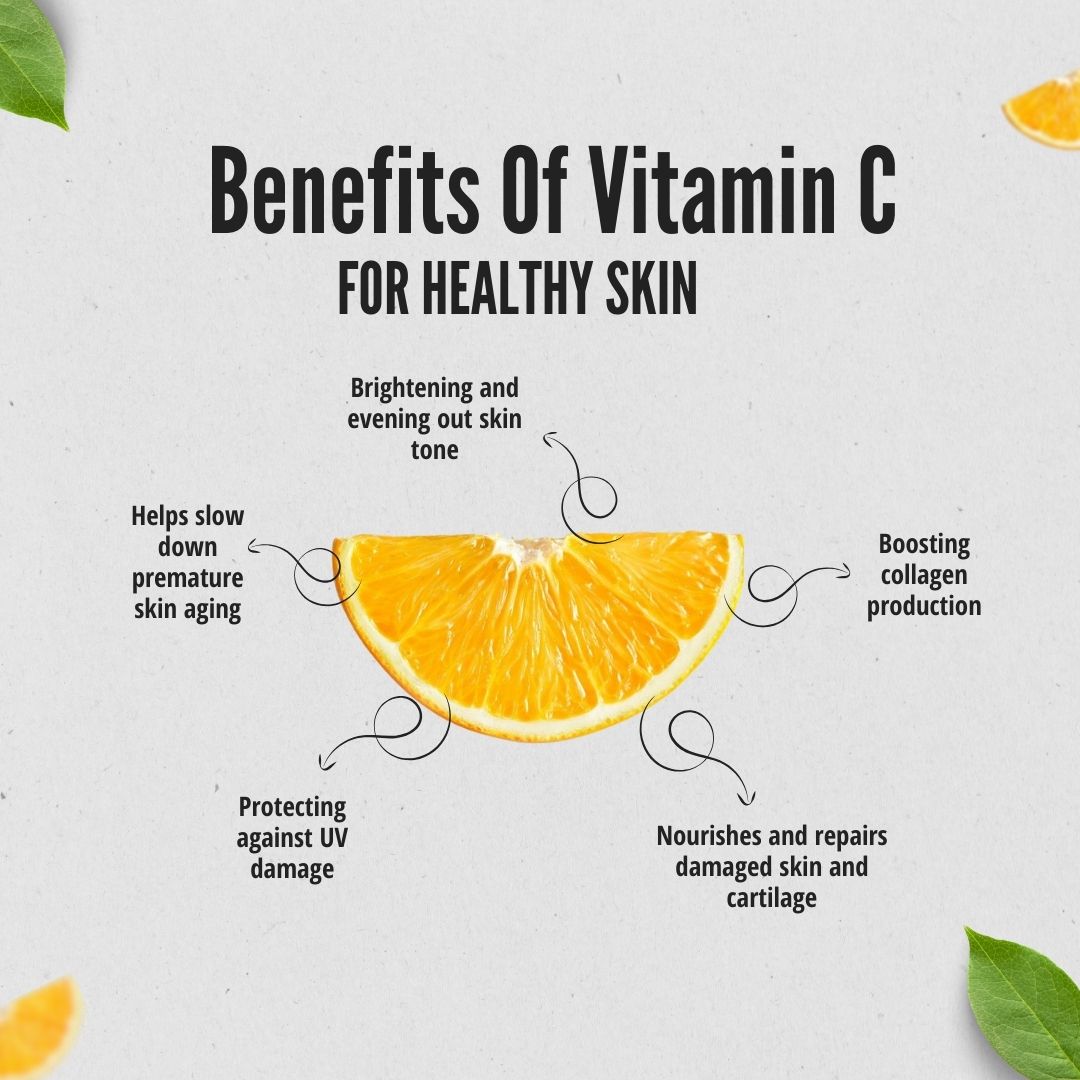 Benefits Of Vitamin C
FOR HEALTHY SKIN
Brightening and
evening out skin
tone
Helps slow
down
premature
skin aging
Boosting
collagen
production
Protecting
against UV
damage
Nourishes and repairs
damaged skin and
cartilage